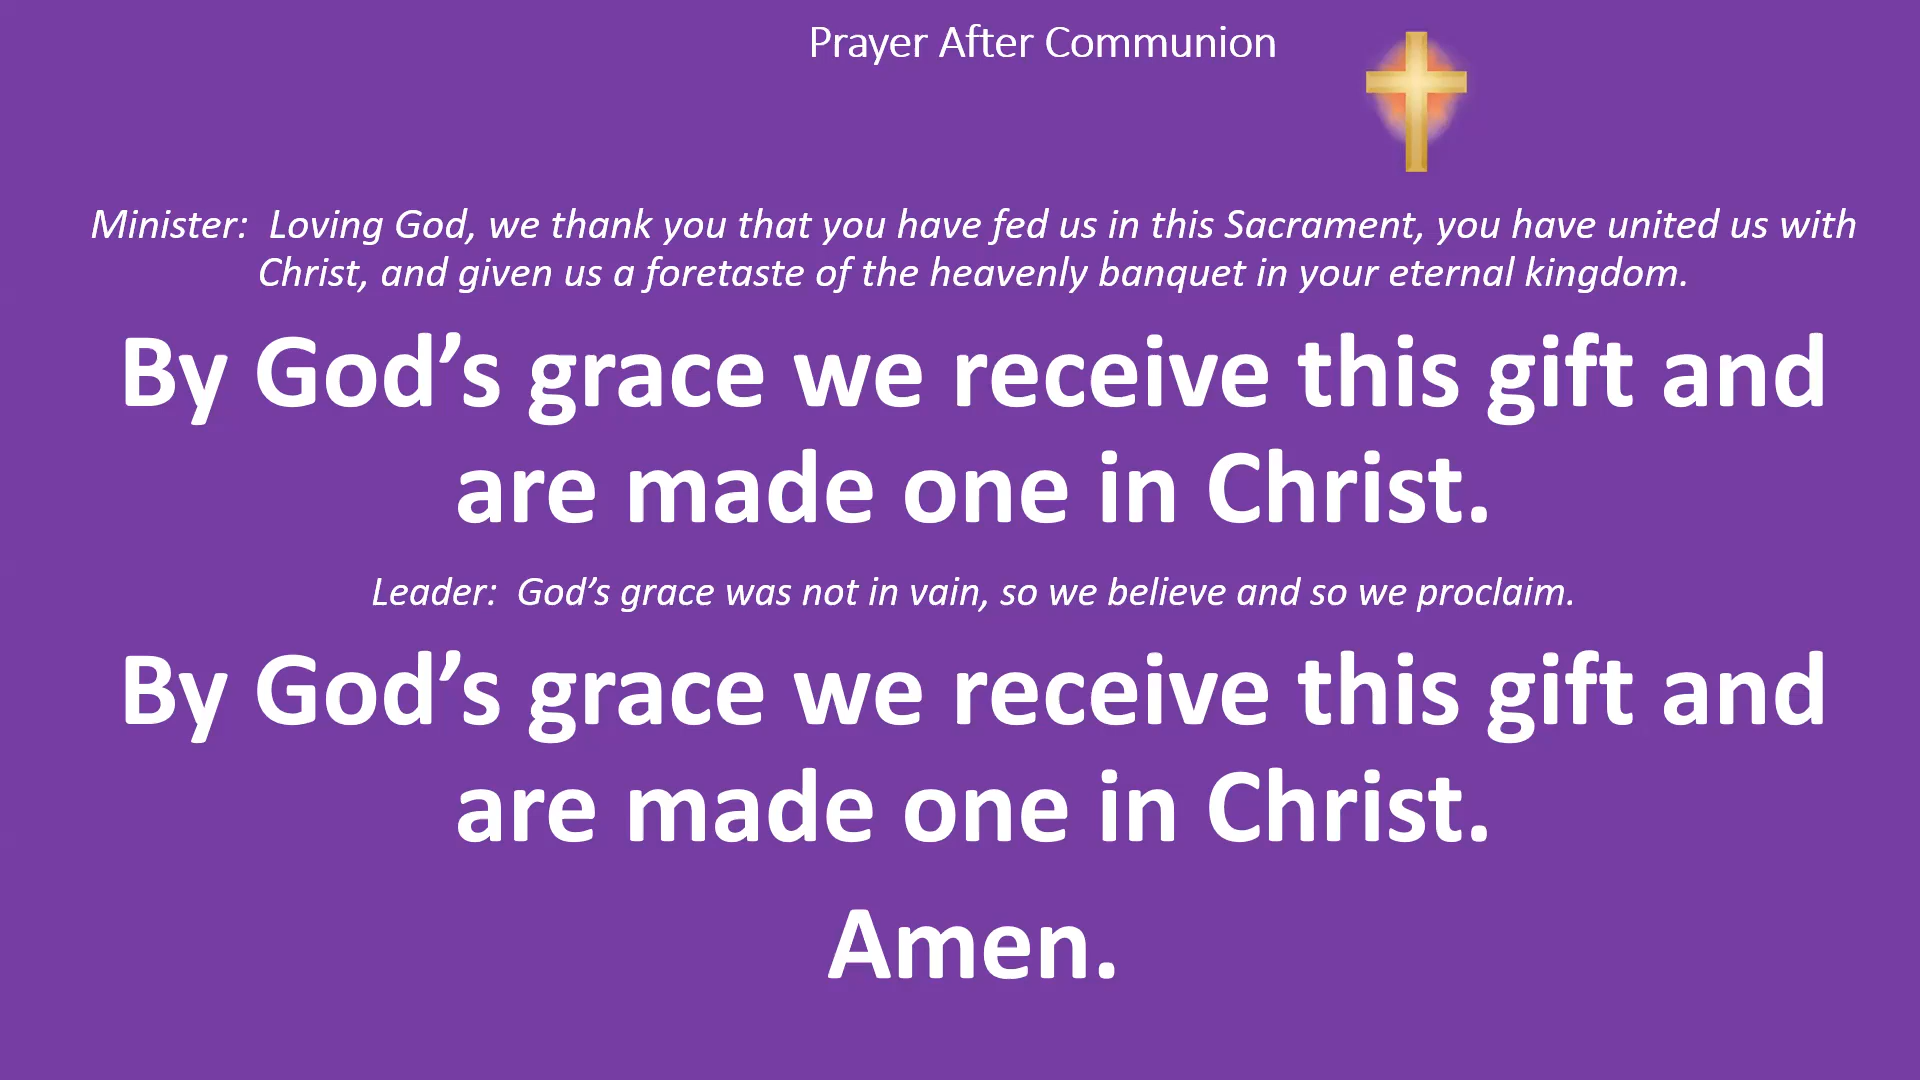 Prayer After Communion
Minister:  Loving God, we thank you that you have fed us in this Sacrament, you have united us with
Christ, and given us a foretaste of the heavenly banquet in your eternal kingdom.
By God’s grace we receive this gift and
are made one in Christ.
Leader:  God’s grace was not in vain, so we believe and so we proclaim.
By God’s grace we receive this gift and
are made one in Christ.
Amen.